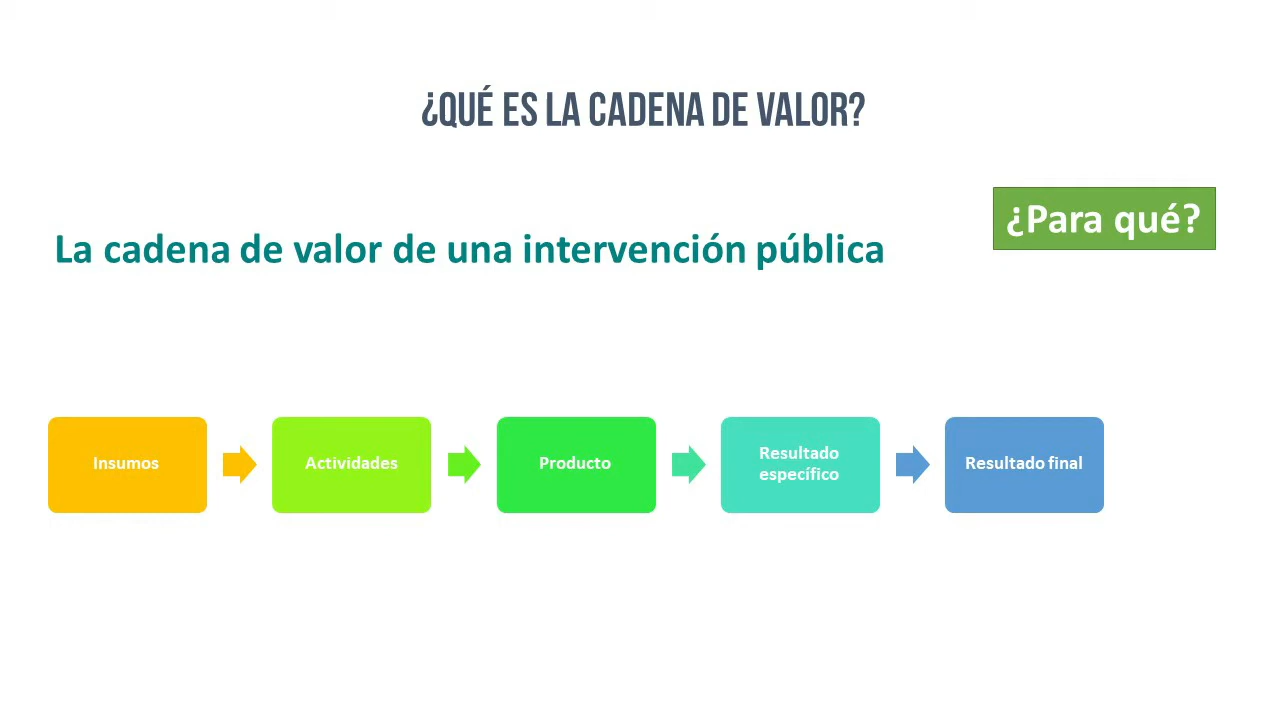 ¿QUÉ ES LA CADENA DE VALOR?
¿Para qué?
La cadena de valor de una intervención pública
Insumos
Actividades
Producto
Resultado
específico
Resultado final